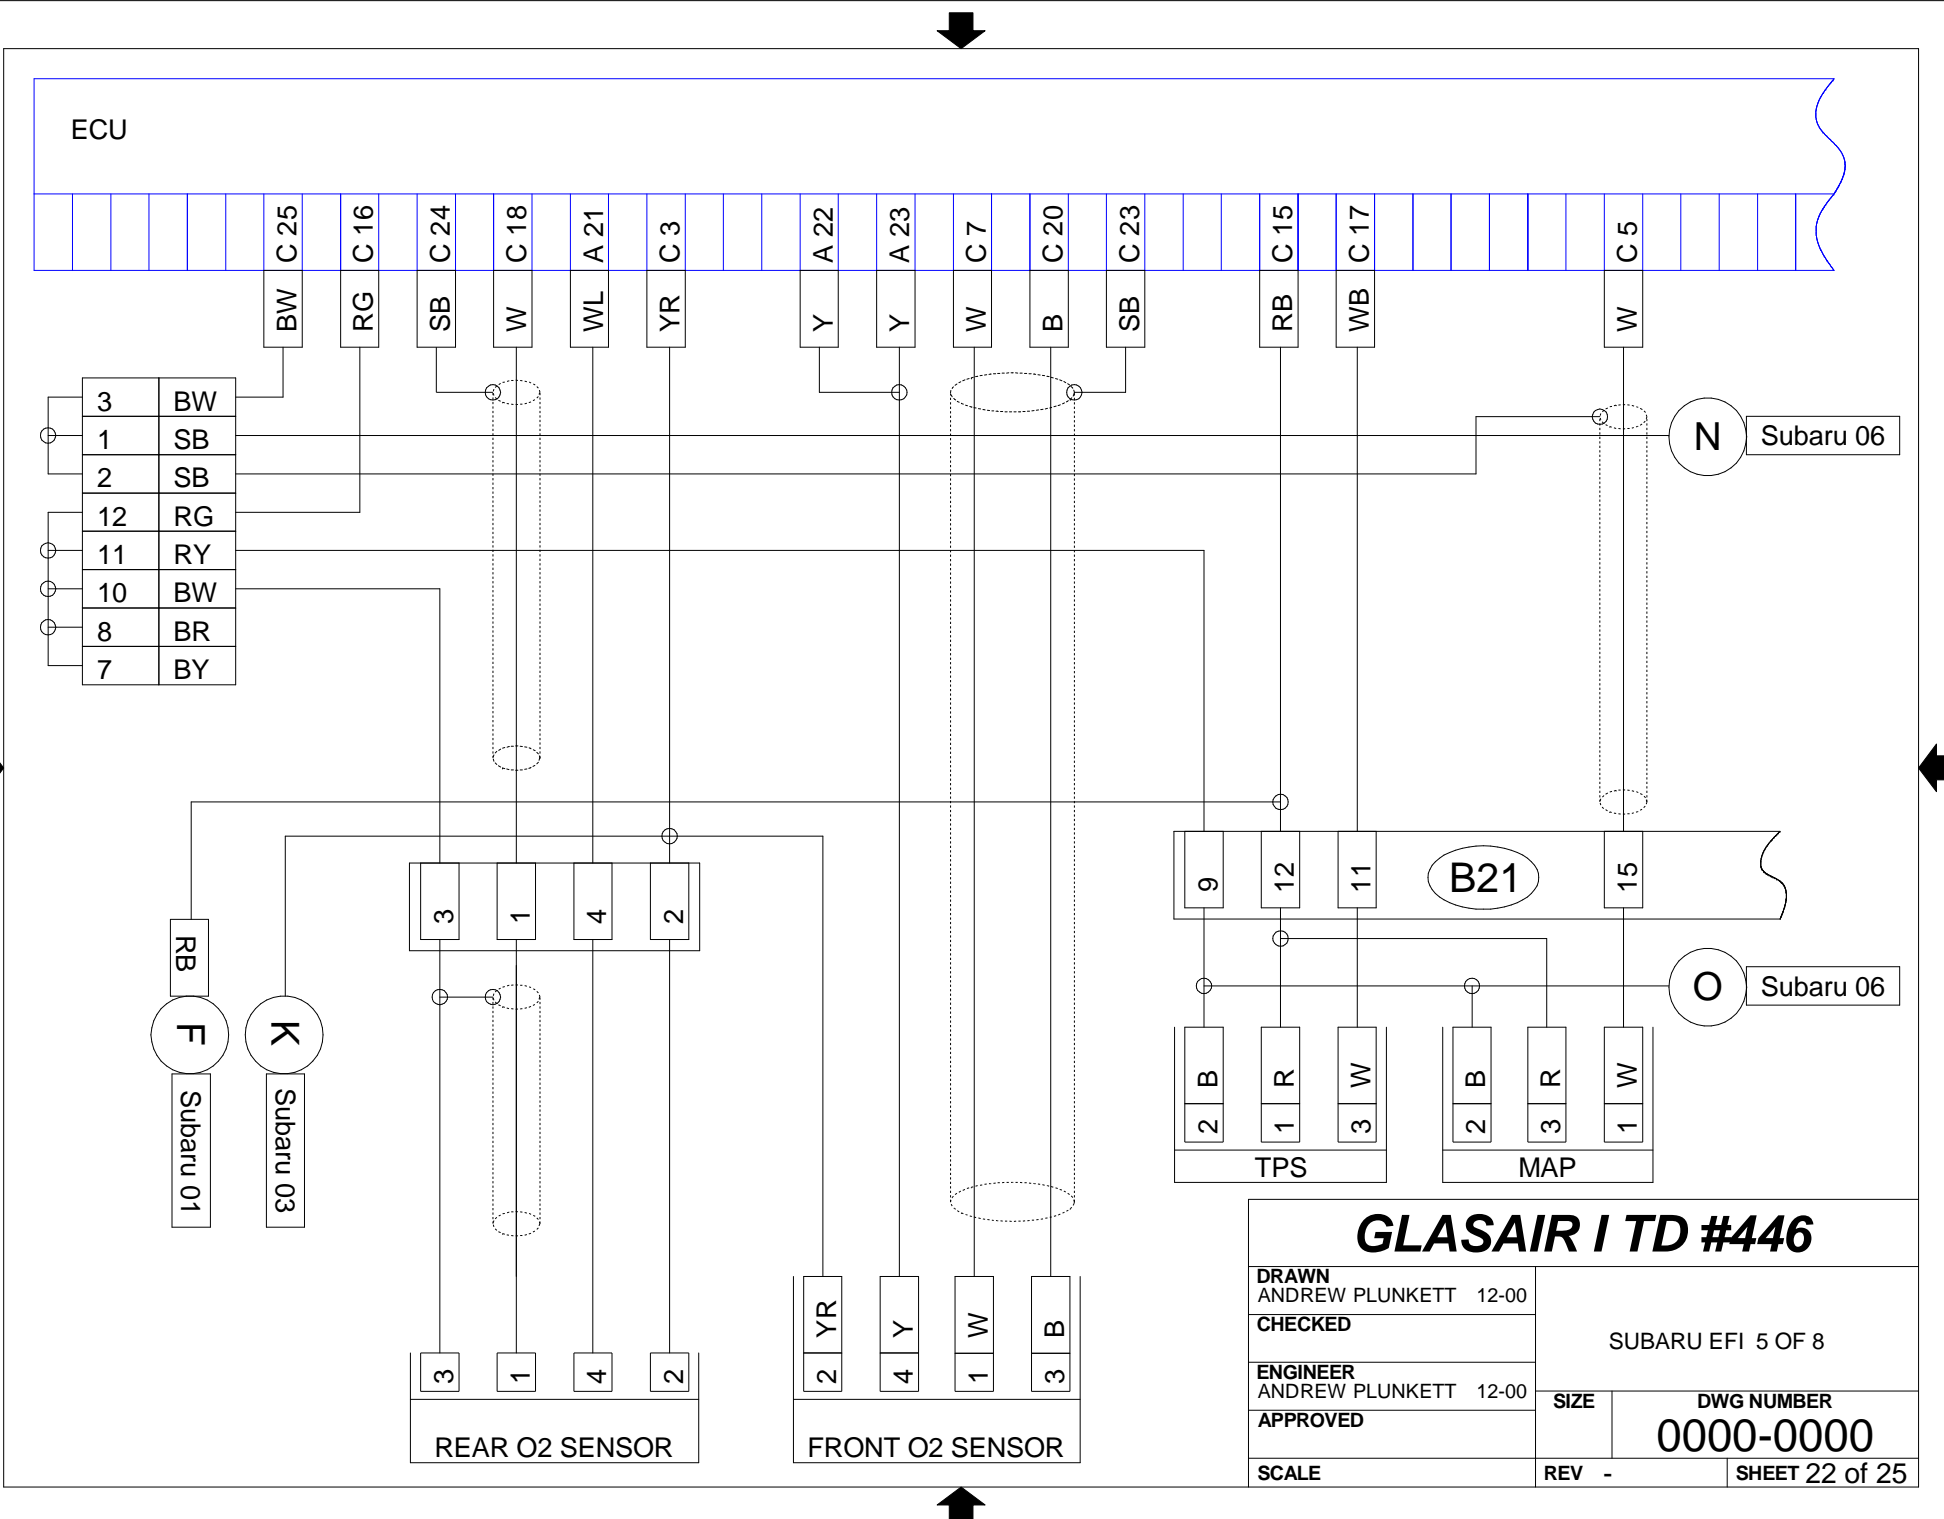 ECU
C 25 C 16 C 24 C 18 A 21 C 3 A 22 A 23 C 7 C 20 C 23 C 15 C 17 C 5
BW RG SB W WL YR Y Y W B SB RB WB W
3 BW
1 SB
2 SB
12 RG
11 RY
10 BW
8 BR
7 BY
N Subaru 06
3 1 4 2
9 12 11 B21 15
RB
F K
Subaru 01
Subaru 03
O Subaru 06
B R W B R W
2 1 3 2 3 1
TPS MAP
YR Y W B
3 1 4 2
2 4 1 3
REAR O2 SENSOR
FRONT O2 SENSOR
GLASAIR I TD #446
DRAWN
ANDREW PLUNKETT 12-00
CHECKED
SUBARU EFI 5 OF 8
ENGINEER
ANDREW PLUNKETT 12-00
APPROVED
SIZE
DWG NUMBER
0000-0000
SCALE
REV -
SHEET 22 of 25